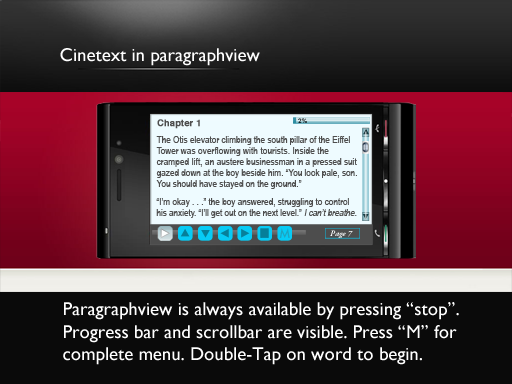 Cinetext in paragraphview
Chapter 1
2%
The Otis elevator climbing the south pillar of the Eiffel
Tower was overflowing with tourists. Inside the
cramped lift, an austere businessman in a pressed suit
gazed down at the boy beside him. “You look pale, son.
You should have stayed on the ground.”
“I’m okay . . .” the boy answered, struggling to control
his anxiety. “I’ll get out on the next level.” I can’t breathe.
M
Page 7
Paragraphview is always available by pressing “stop”.
Progress bar and scrollbar are visible. Press “M” for
complete menu. Double-Tap on word to begin.